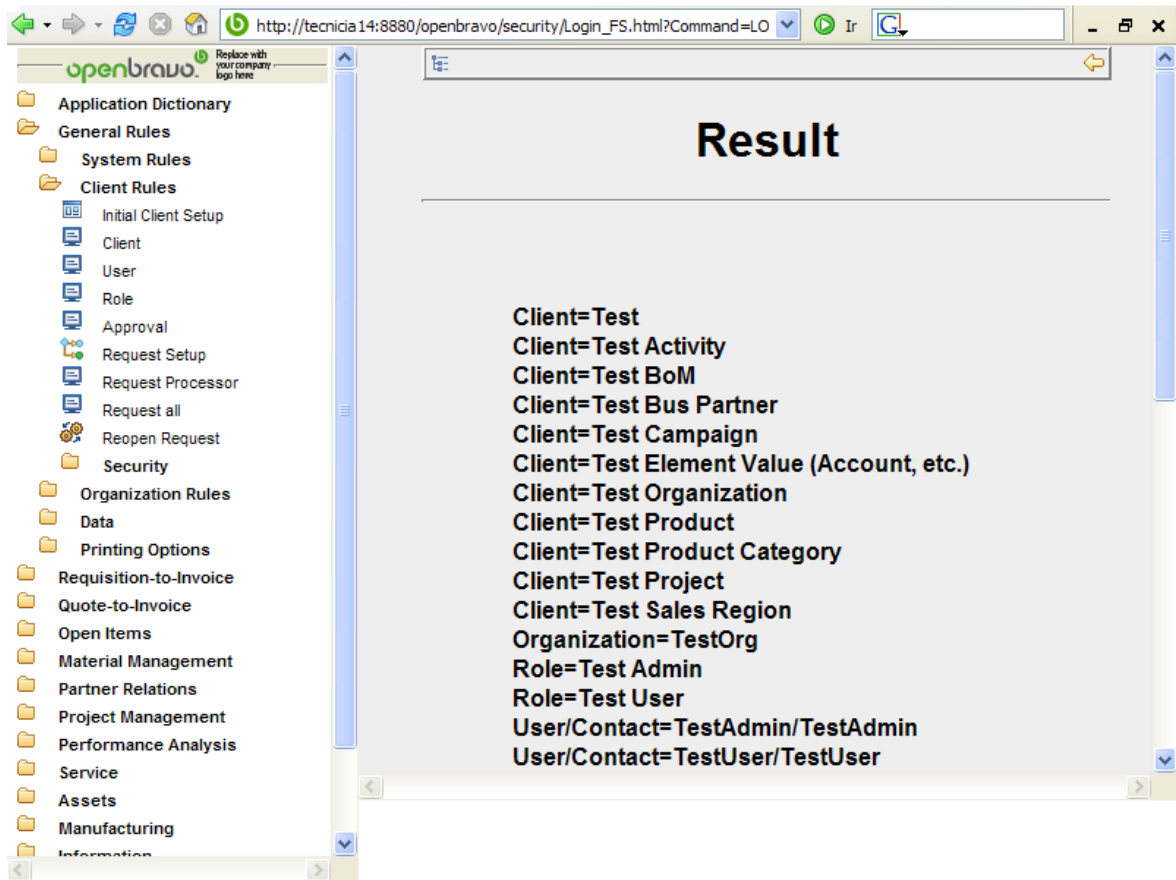 http://tecnicia14:8880/openbravo/security/Login_FS.html?Command=LO
Ir
G
openbravo.
Replace with
your company
logo here
Application Dictionary
General Rules
System Rules
Client Rules
Initial Client Setup
Client
User
Role
Approval
Request Setup
Request Processor
Request all
Reopen Request
Security
Organization Rules
Data
Printing Options
Requisition-to-Invoice
Quote-to-Invoice
Open Items
Material Management
Partner Relations
Project Management
Performance Analysis
Service
Assets
Manufacturing
Information
Result
Client=Test
Client=Test Activity
Client=Test BoM
Client=Test Bus Partner
Client=Test Campaign
Client=Test Element Value (Account, etc.)
Client=Test Organization
Client=Test Product
Client=Test Product Category
Client=Test Project
Client=Test Sales Region
Organization=TestOrg
Role=Test Admin
Role=Test User
User/Contact=TestAdmin/TestAdmin
User/Contact=TestUser/TestUser